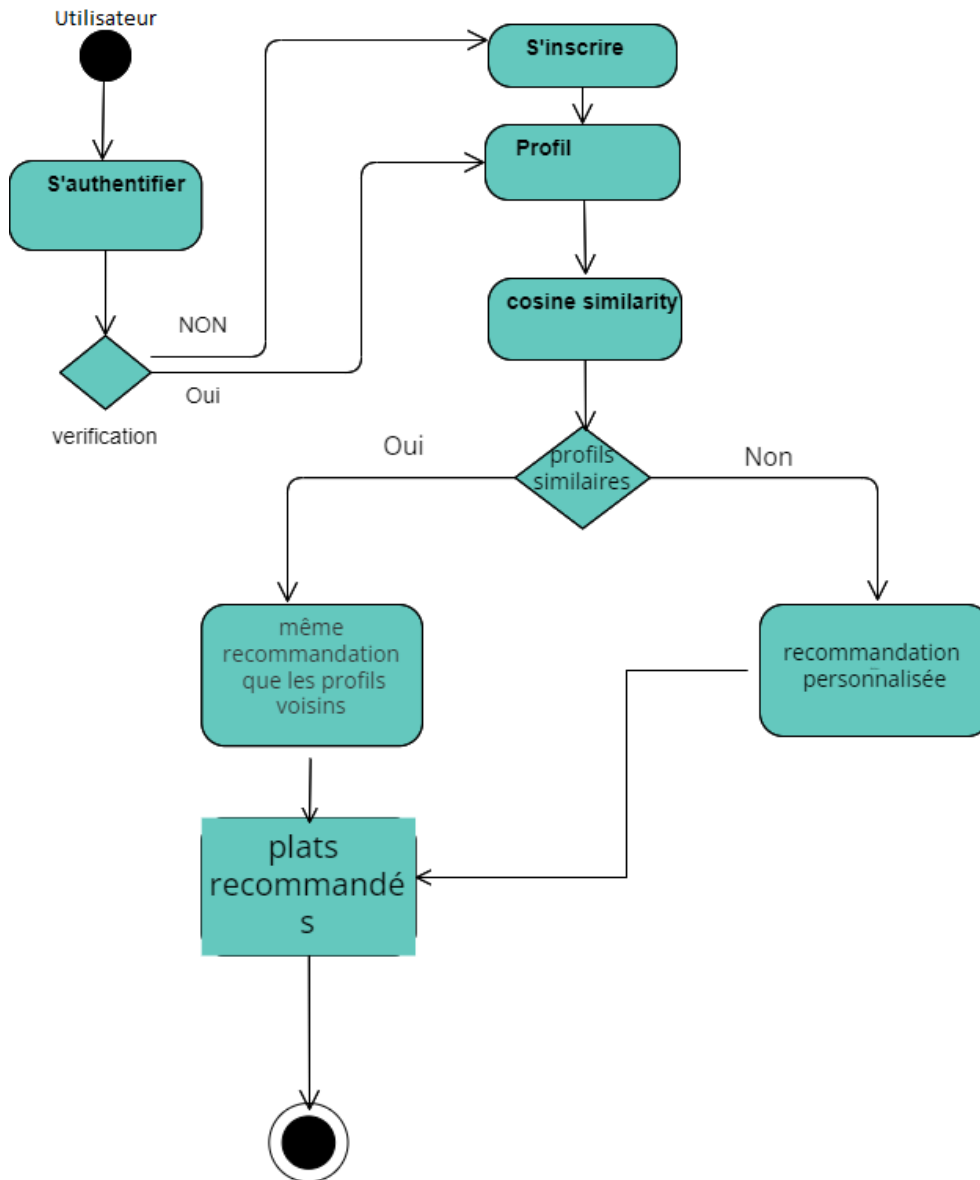 Utilisateur
S'inscrire
Profil
S'authentifier
cosine similarity
NON
Oui
verification
Oui
profils
similaires
Non
même
recommandation
que les profils
voisins
recommandation
personnalisée
plats
recommandé
s